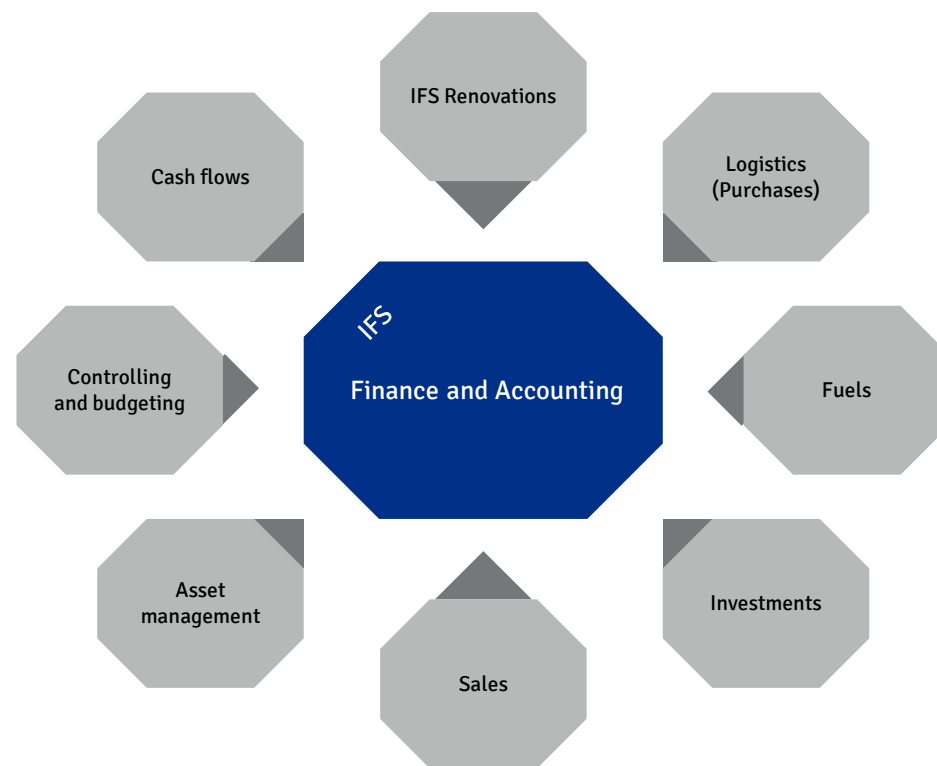 IFS Renovations
Cash flows
Logistics
(Purchases)
IFS
Finance and Accounting
Controlling
and budgeting
Fuels
Asset
management
Investments
Sales